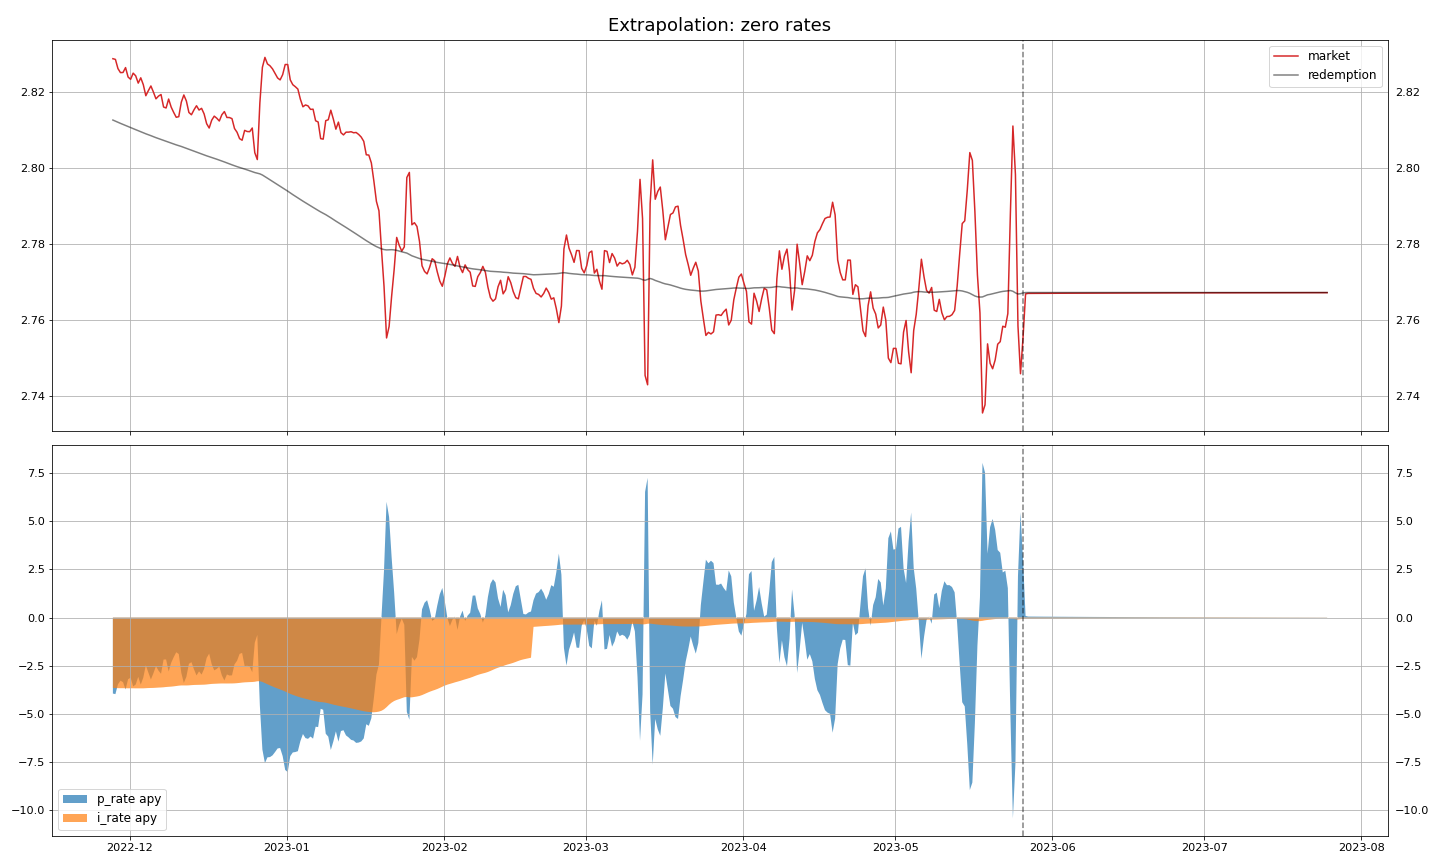 Extrapolation: zero rates
market
redemption
2.82 2.82
2.80 2.80
2.78 2.78
2.76 2.76
2.74 2.74
7.5 7.5
5.0 5.0
2.5 2.5
0.0 0.0
−2.5 −2.5
−5.0 −5.0
−7.5 −7.5
−10.0 −10.0
p_rate apy
i_rate apy
2022-12 2023-01 2023-02 2023-03 2023-04 2023-05 2023-06 2023-07 2023-08